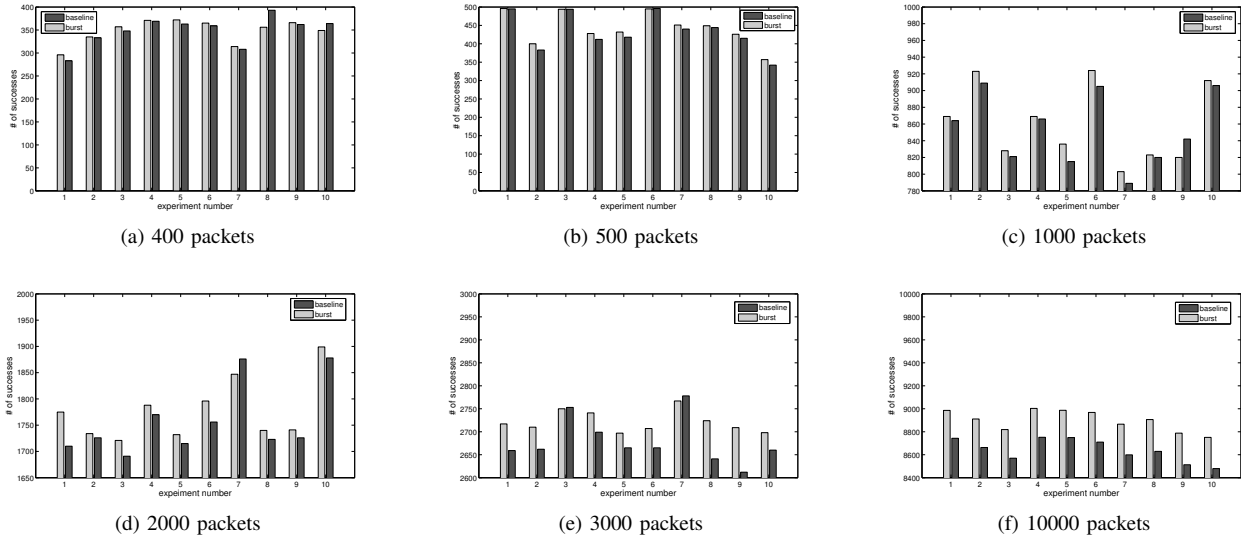 400
350
300
250
200
150
100
50
0
# of successes
baseline
burst
1 2 3 4 5 6 7 8 9 10
experiment number
(a) 400 packets
500
450
400
350
300
250
200
150
100
50
0
# of successes
baseline
burst
1 2 3 4 5 6 7 8 9 10
experiment number
(b) 500 packets
1000
980
960
940
920
900
880
860
840
820
800
780
# of successes
baseline
burst
1 2 3 4 5 6 7 8 9 10
experiment number
(c) 1000 packets
2000
1950
1900
1850
1800
1750
1700
1650
# of successes
baseline
burst
1 2 3 4 5 6 7 8 9 10
experiment number
(d) 2000 packets
3000
2950
2900
2850
2800
2750
2700
2650
2600
# of successes
baseline
burst
1 2 3 4 5 6 7 8 9 10
experiment number
(e) 3000 packets
10000
9800
9600
9400
9200
9000
8800
8600
8400
# of successes
baseline
burst
1 2 3 4 5 6 7 8 9 10
experiment number
(f) 10000 packets